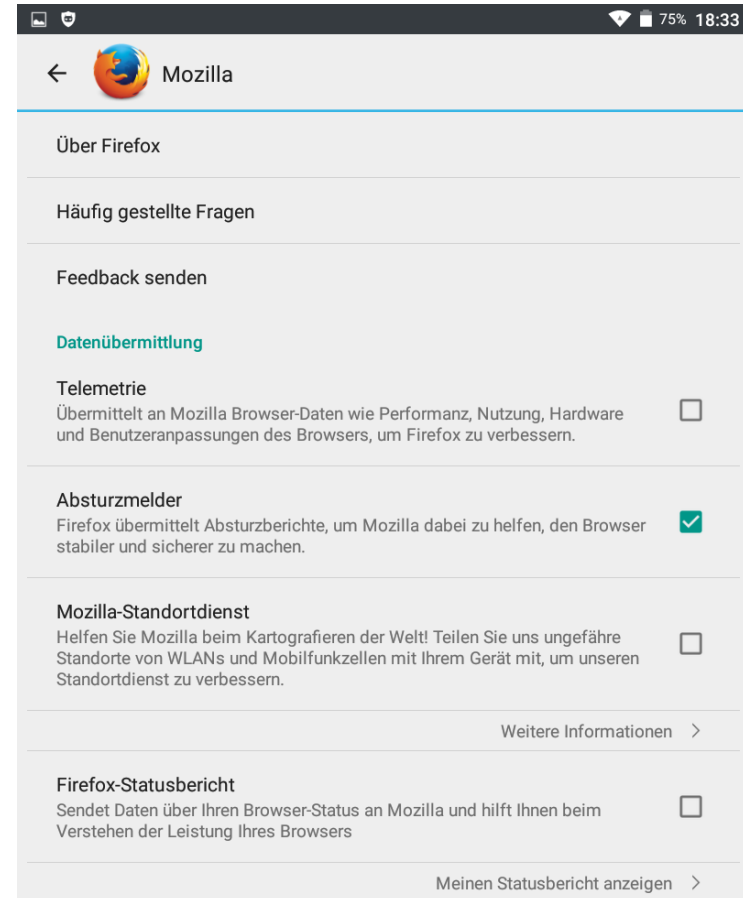 75% 18:33
Mozilla
Über Firefox
Häufig gestellte Fragen
Feedback senden
Datenübermittlung
Telemetrie
Übermittelt an Mozilla Browser-Daten wie Performanz, Nutzung, Hardware
und Benutzeranpassungen des Browsers, um Firefox zu verbessern.
Absturzmelder
Firefox übermittelt Absturzberichte, um Mozilla dabei zu helfen, den Browser
stabiler und sicherer zu machen.
Mozilla-Standortdienst
Helfen Sie Mozilla beim Kartografieren der Welt! Teilen Sie uns ungefähre
Standorte von WLANs und Mobilfunkzellen mit Ihrem Gerät mit, um unseren
Standortdienst zu verbessern.
Weitere Informationen
Firefox-Statusbericht
Sendet Daten über Ihren Browser-Status an Mozilla und hilft Ihnen beim
Verstehen der Leistung Ihres Browsers
Meinen Statusbericht anzeigen